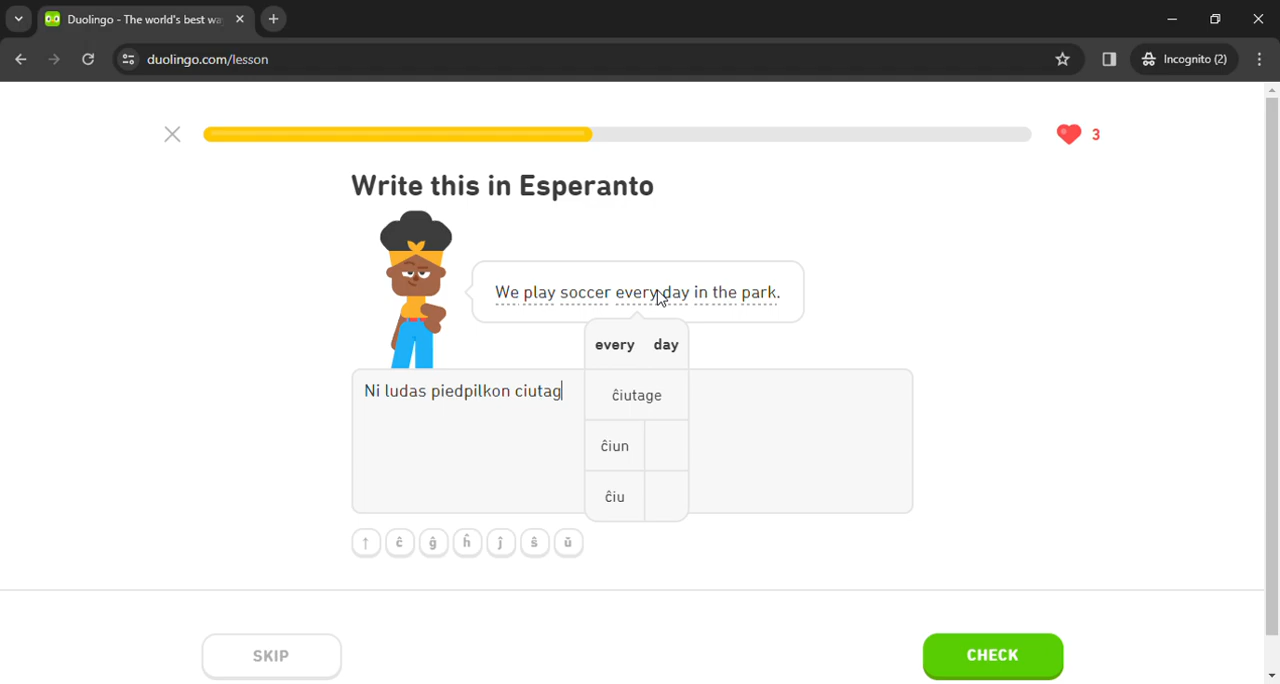 Duolingo - The world's best wa
duolingo.com/lesson
Incognito (2)
3
Write this in Esperanto
We play soccer every day in the park.
every day
ĉiutage
ĉiun
ĉiu
Ni ludas piedpilkon ciutag
↑ ĉ ĝ ĥ ĵ ŝ ŭ
SKIP
CHECK